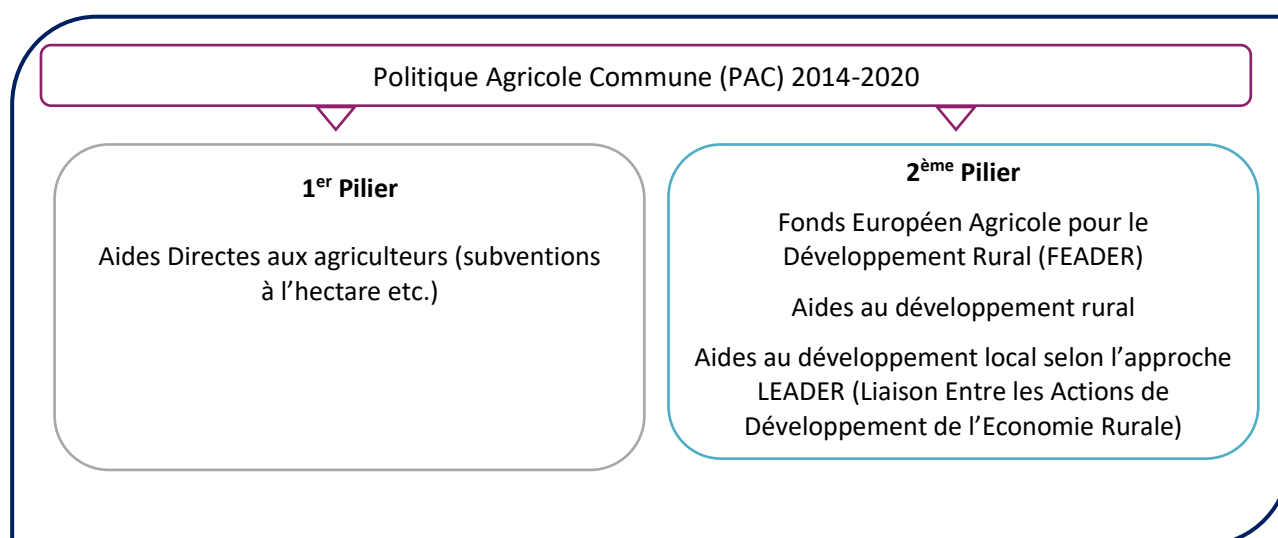 Politique Agricole Commune (PAC) 2014-2020
1er Pilier
Aides Directes aux agriculteurs (subventions
à l’hectare etc.)
2ème Pilier
Fonds Européen Agricole pour le
Développement Rural (FEADER)
Aides au développement rural
Aides au développement local selon l’approche
LEADER (Liaison Entre les Actions de
Développement de l’Economie Rurale)